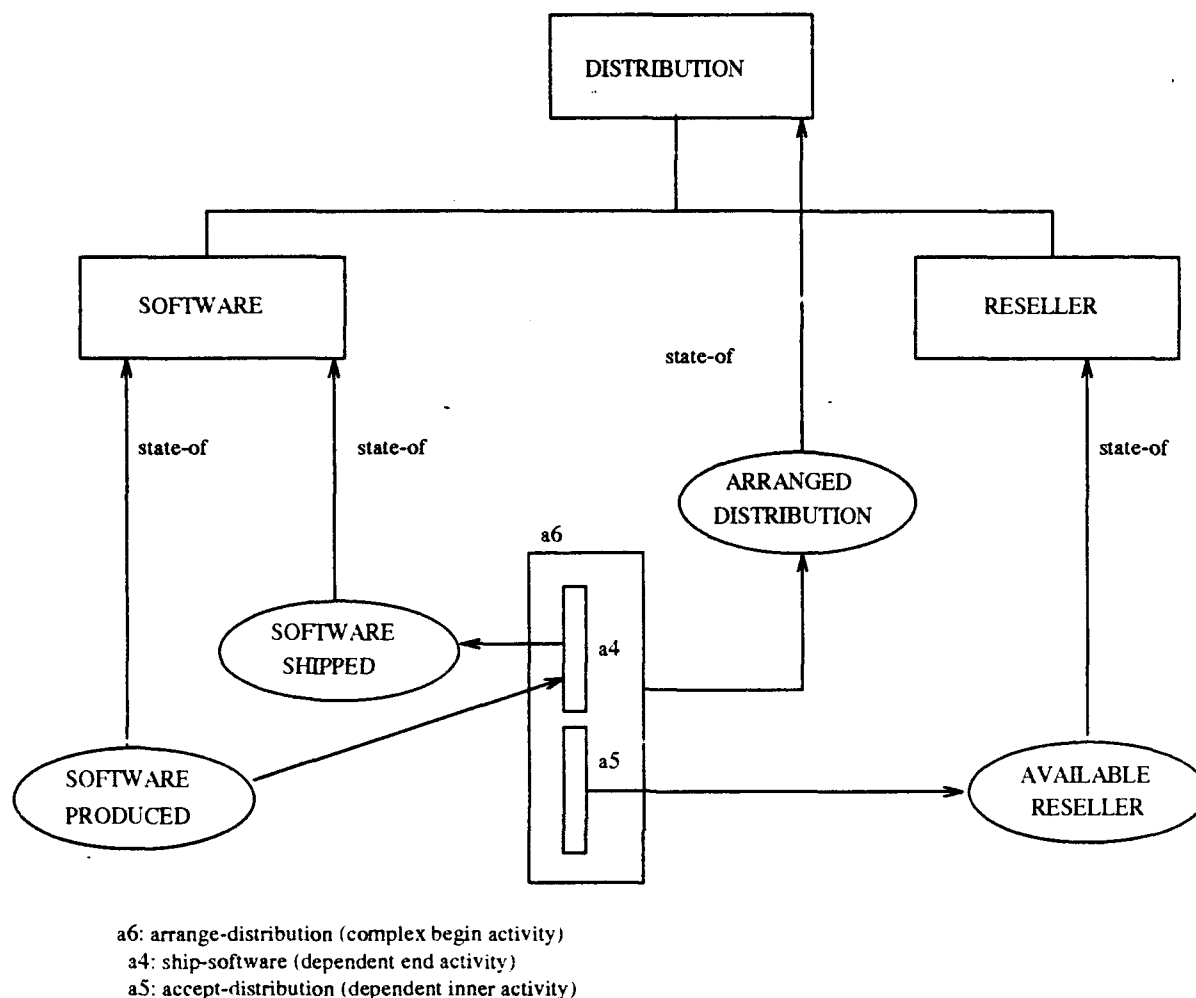 DISTRIBUTION
SOFTWARE
RESELLER
state-of
state-of
state-of
state-of
ARRANGED
DISTRIBUTION
a6
SOFTWARE
SHIPPED
a4
a5
SOFTWARE
PRODUCED
AVAILABLE
RESELLER
a6: arrange-distribution (complex begin activity)
a4: ship-software (dependent end activity)
a5: accept-distribution (dependent inner activity)